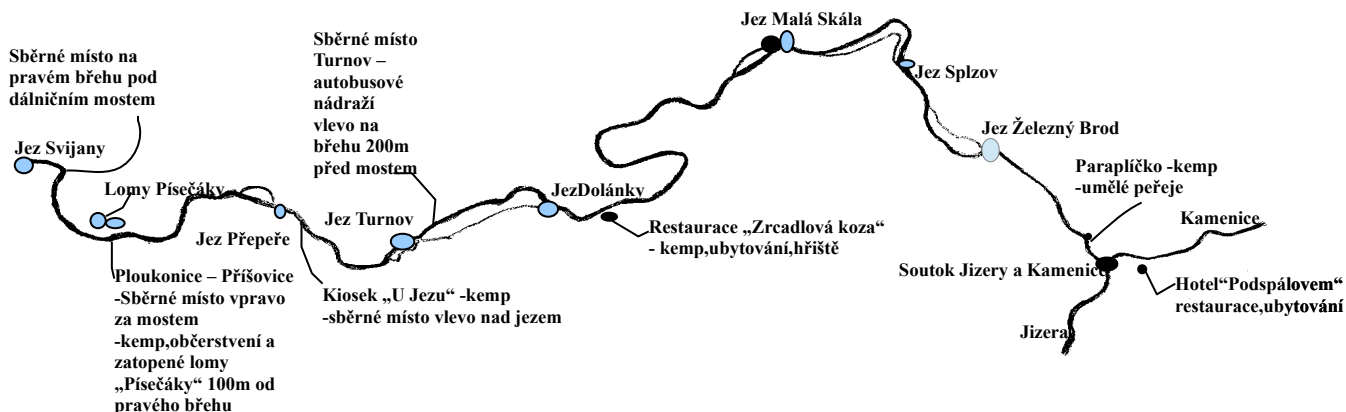 Sběrné místo na
pravém břehu pod
dálničním mostem
Jez Svijany
Lomy Písečáky
Ploukonice – Příšovice
-Sběrné místo vpravo
za mostem
-kemp,občerstvení a
zatopené lomy
„Písečáky“ 100m od
pravého břehu
Jez Přepeře
Kiosek „U Jezu“ -kemp
-sběrné místo vlevo nad jezem
Sběrné místo
Turnov –
autobusové
nádraží
vlevo na
břehu 200m
před mostem
Jez Turnov
JezDolánky
Restaurace „Zrcadlová koza“
- kemp,ubytování,hřiště
Jez Malá Skála
Jez Splzov
Jez Železný Brod
Paraplíčko -kemp
-umělé peřeje
Kamenice
Soutok Jizery a Kamenice
Hotel“Podspálovem“
restaurace,ubytování
Jizera